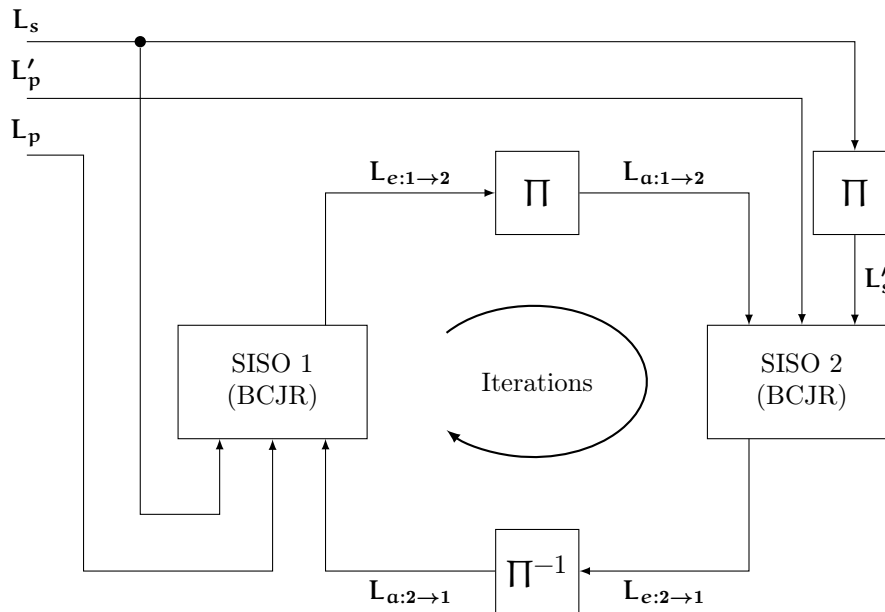 L_s
L'_p
L_p
L_{e:1→2}
∏
L_{a:1→2}
∏
L'_s
SISO 1
(BCJR)
Iterations
SISO 2
(BCJR)
∏^{−1}
L_{a:2→1}
L_{e:2→1}